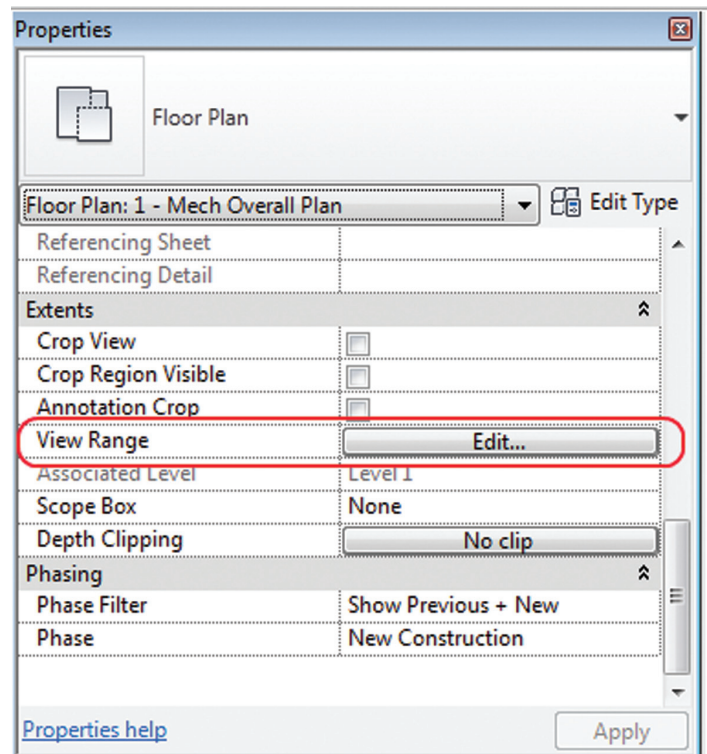 Properties
Floor Plan
Floor Plan: 1 - Mech Overall Plan Edit Type
Referencing Sheet
Referencing Detail
Extents
Crop View
Crop Region Visible
Annotation Crop
View Range Edit...
Associated Level Level 1
Scope Box None
Depth Clipping No clip
Phasing
Phase Filter Show Previous + New
Phase New Construction
Properties help Apply